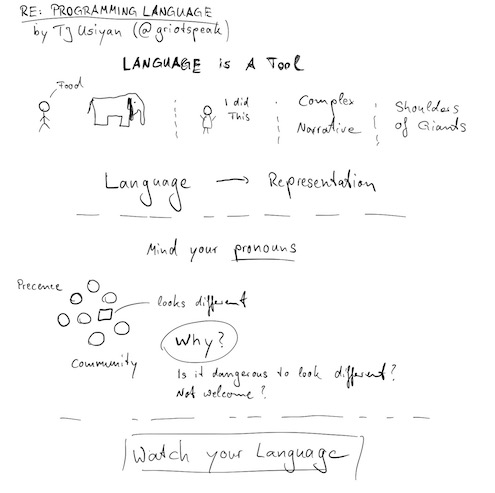 RE: PROGRAMMING LANGUAGE
by TJ Usiyan (@griotspeak)
LANGUAGE is A Tool
Food
I did
This
Complex
Narrative
Shoulders
of Giants
Language → Representation
Mind your pronouns
Precence
looks different
Why?
Community
Is it dangerous to look different?
Not welcome?
Watch your Language